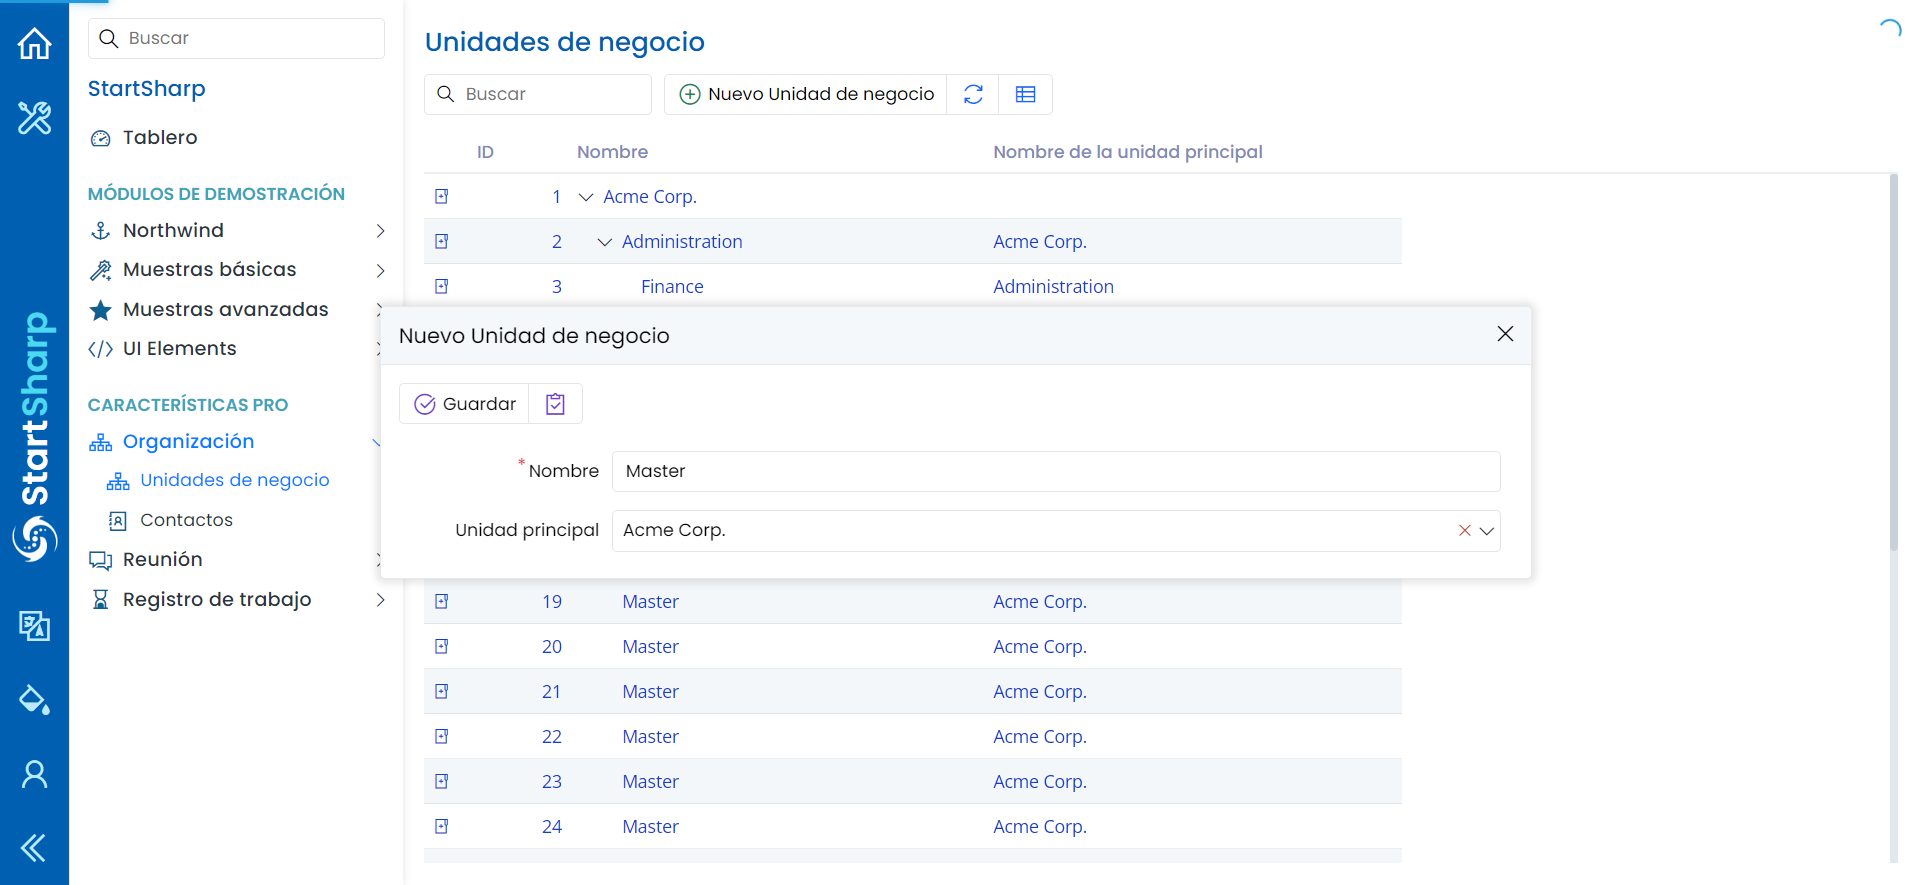 StartSharp
Buscar
StartSharp
Tablero
MÓDULOS DE DEMOSTRACIÓN
Northwind
Muestras básicas
Muestras avanzadas
UI Elements
CARACTERÍSTICAS PRO
Organización
Unidades de negocio
Contactos
Reunión
Registro de trabajo
Unidades de negocio
Buscar
Nuevo Unidad de negocio
ID Nombre Nombre de la unidad principal
1 Acme Corp.
2 Administration Acme Corp.
3 Finance Administration
Nuevo Unidad de negocio
Guardar
* Nombre Master
Unidad principal Acme Corp.
19 Master Acme Corp.
20 Master Acme Corp.
21 Master Acme Corp.
22 Master Acme Corp.
23 Master Acme Corp.
24 Master Acme Corp.